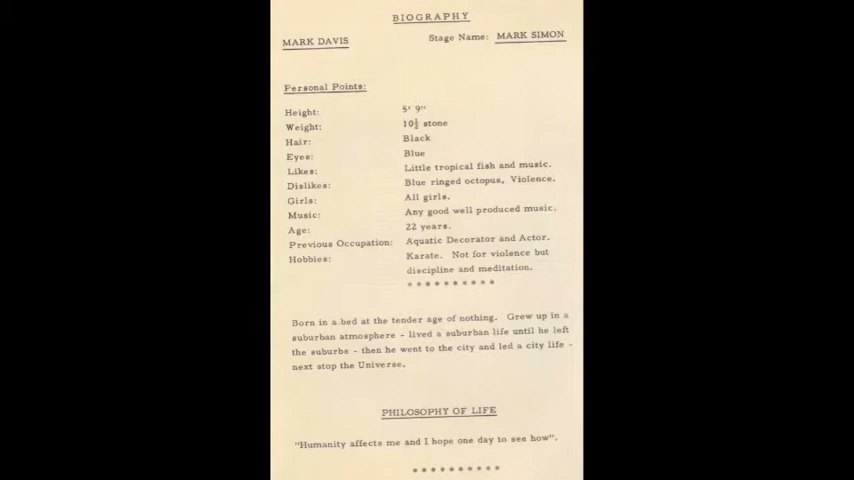 BIOGRAPHY
MARK DAVIS Stage Name: MARK SIMON
Personal Points:
Height: 5' 9"
Weight: 10½ stone
Hair: Black
Eyes: Blue
Likes: Little tropical fish and music.
Dislikes: Blue ringed octopus, Violence.
Girls: All girls.
Music: Any good well produced music.
Age: 22 years.
Previous Occupation: Aquatic Decorator and Actor.
Hobbies: Karate. Not for violence but
discipline and meditation.
**********
Born in a bed at the tender age of nothing. Grew up in a
suburban atmosphere - lived a suburban life until he left
the suburbs - then he went to the city and led a city life -
next stop the Universe.
PHILOSOPHY OF LIFE
"Humanity affects me and I hope one day to see how".
**********